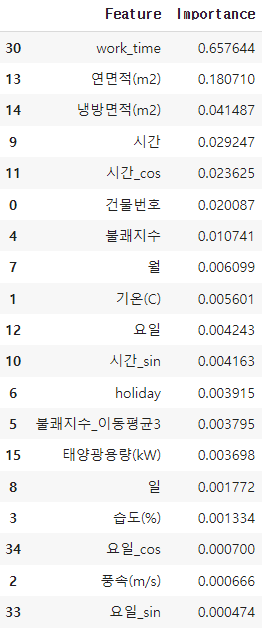 Feature Importance
30 work_time 0.657644
13 연면적(m2) 0.180710
14 냉방면적(m2) 0.041487
9 시간 0.029247
11 시간_cos 0.023625
0 건물번호 0.020087
4 불쾌지수 0.010741
7 월 0.006099
1 기온(C) 0.005601
12 요일 0.004243
10 시간_sin 0.004163
6 holiday 0.003915
5 불쾌지수_이동평균3 0.003795
15 태양광용량(kW) 0.003698
8 일 0.001772
3 습도(%) 0.001334
34 요일_cos 0.000700
2 풍속(m/s) 0.000666
33 요일_sin 0.000474